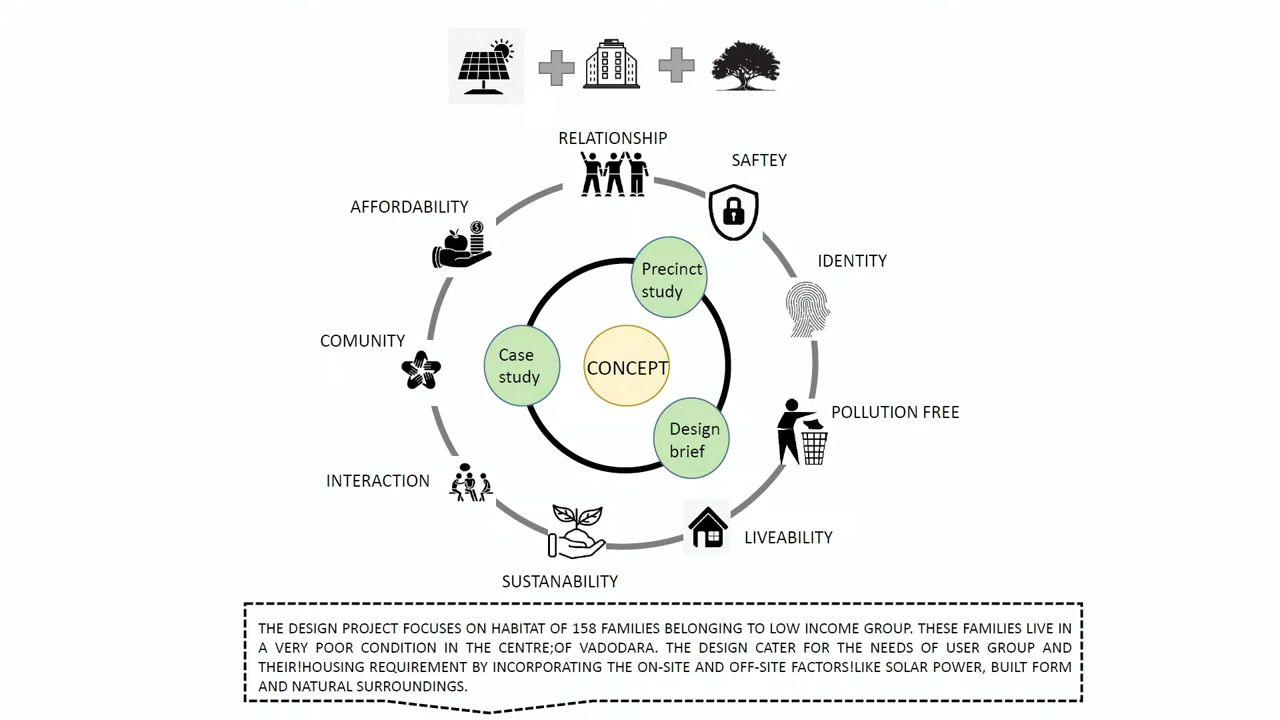 RELATIONSHIP
SAFTEY
AFFORDABILITY
IDENTITY
Precinct
study
COMUNITY
Case
study
CONCEPT
POLLUTION FREE
Design
brief
INTERACTION
LIVEABILITY
SUSTANABILITY
THE DESIGN PROJECT FOCUSES ON HABITAT OF 158 FAMILIES BELONGING TO LOW INCOME GROUP. THESE FAMILIES LIVE IN
A VERY POOR CONDITION IN THE CENTRE;OF VADODARA. THE DESIGN CATER FOR THE NEEDS OF USER GROUP AND
THEIR!HOUSING REQUIREMENT BY INCORPORATING THE ON-SITE AND OFF-SITE FACTORS!LIKE SOLAR POWER, BUILT FORM
AND NATURAL SURROUNDINGS.